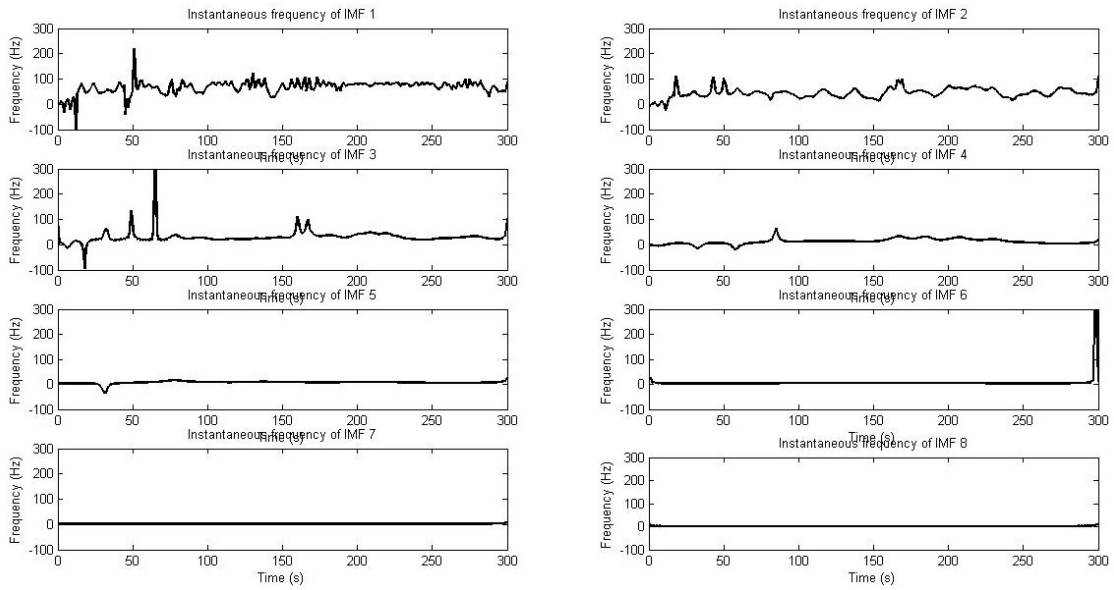 Instantaneous frequency of IMF 1
300
200
100
0
-100
Frequency (Hz)
0 50 100 150 200 250 300
Time (s)
Instantaneous frequency of IMF 2
300
200
100
0
-100
Frequency (Hz)
0 50 100 150 200 250 300
Time (s)
Instantaneous frequency of IMF 3
300
200
100
0
-100
Frequency (Hz)
0 50 100 150 200 250 300
Time (s)
Instantaneous frequency of IMF 4
300
200
100
0
-100
Frequency (Hz)
0 50 100 150 200 250 300
Time (s)
Instantaneous frequency of IMF 5
300
200
100
0
-100
Frequency (Hz)
0 50 100 150 200 250 300
Time (s)
Instantaneous frequency of IMF 6
300
200
100
0
-100
Frequency (Hz)
0 50 100 150 200 250 300
Time (s)
Instantaneous frequency of IMF 7
300
200
100
0
-100
Frequency (Hz)
0 50 100 150 200 250 300
Time (s)
Instantaneous frequency of IMF 8
300
200
100
0
-100
Frequency (Hz)
0 50 100 150 200 250 300
Time (s)